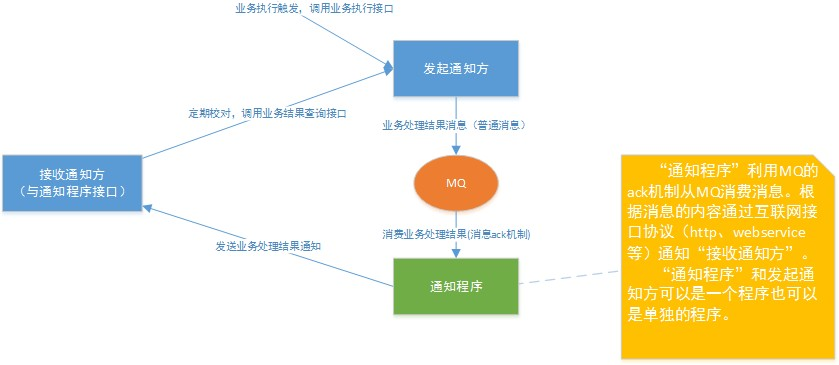 业务执行触发，调用业务执行接口
发起通知方
定期校对，调用业务结果查询接口
业务处理结果消息（普通消息）
接收通知方
（与通知程序接口）
MQ
“通知程序”利用MQ的
ack机制从MQ消费消息。根
据消息的内容通过互联网接
口协议（http、webservice
等）通知“接收通知方”。
“通知程序”和发起通
知方可以是一个程序也可以
是单独的程序。
消费业务处理结果(消息ack机制)
发送业务处理结果通知
通知程序